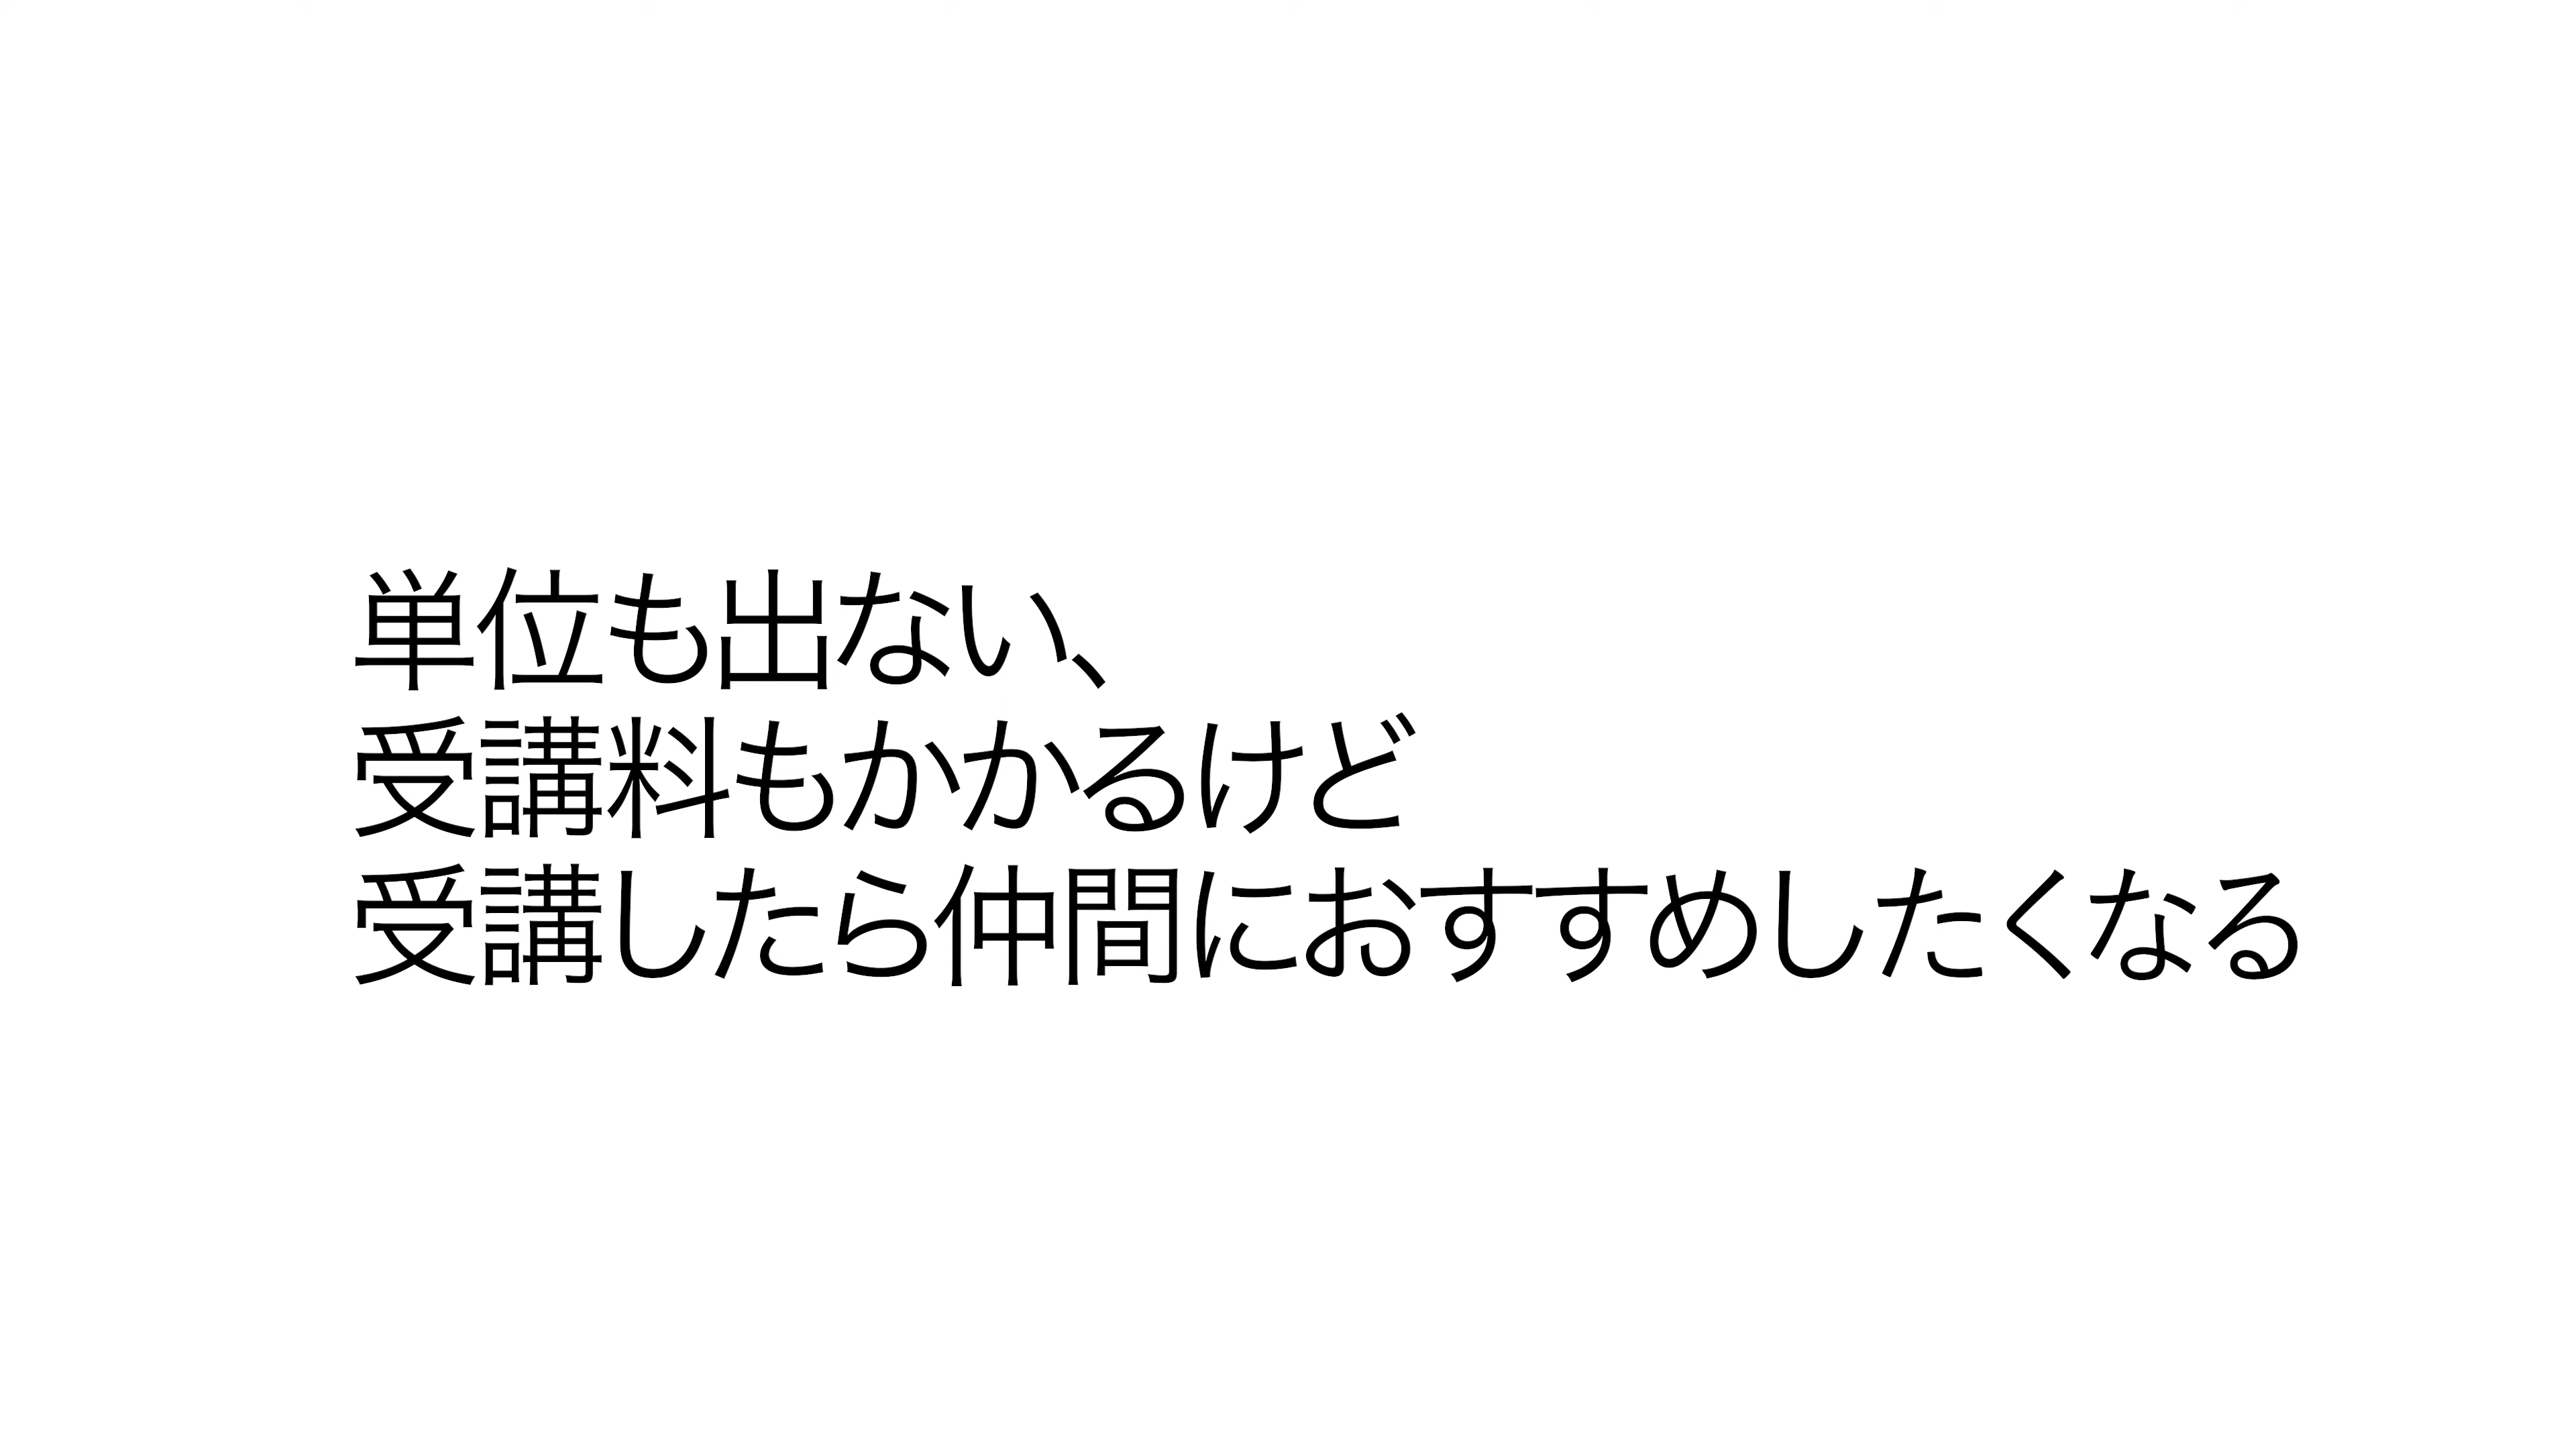 単位も出ない、
受講料もかかるけど
受講したら仲間におすすめしたくなる